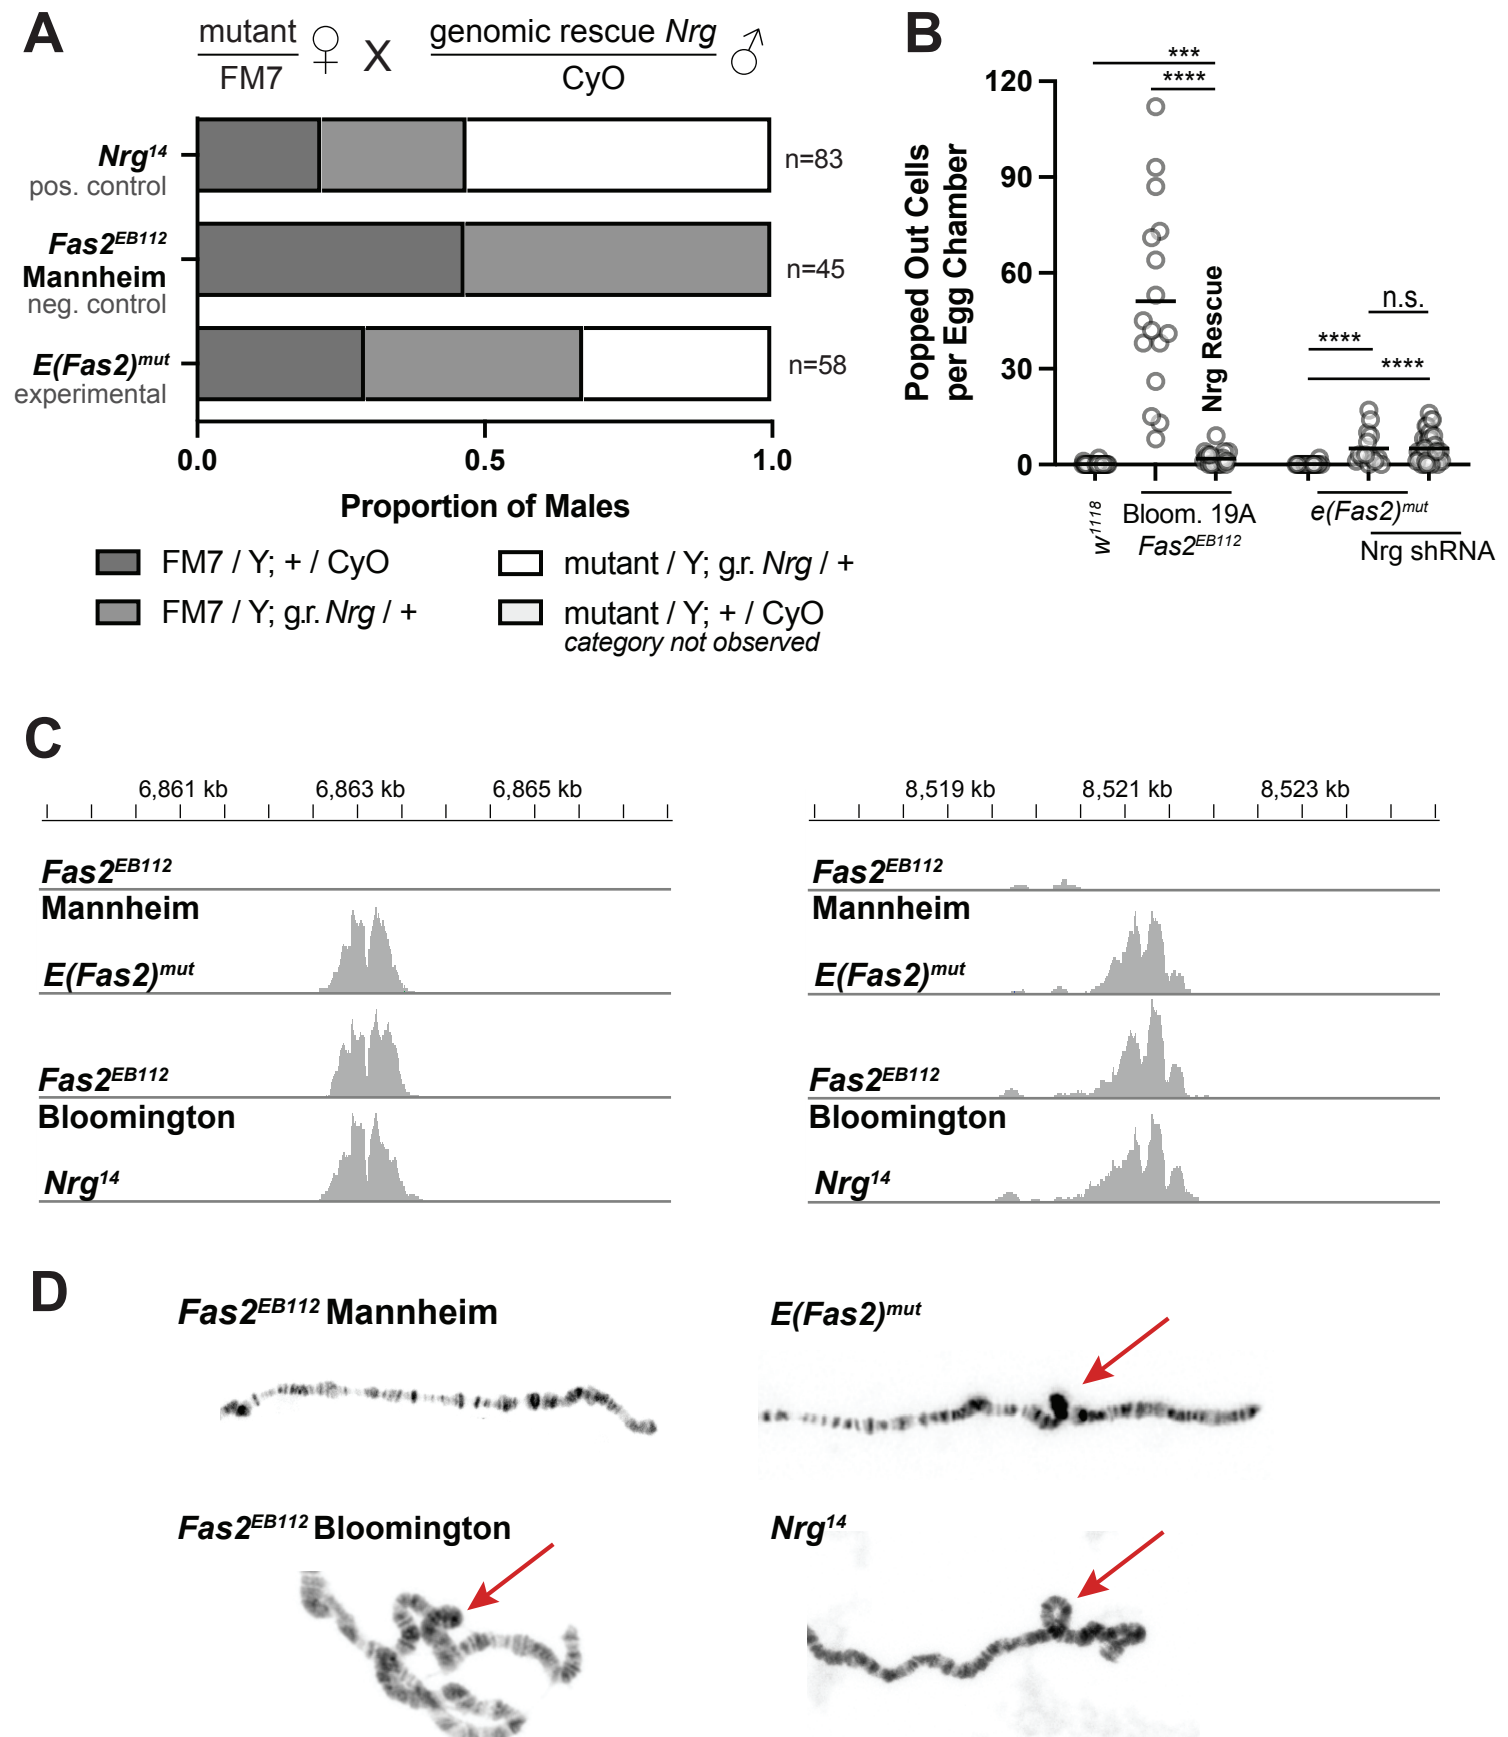 A
mutant
FM7
♀ X
genomic rescue Nrg
CyO
♂
Nrg14
pos. control
n=83
Fas2EB112
Mannheim
neg. control
n=45
E(Fas2)mut
experimental
n=58
0.0 0.5 1.0
Proportion of Males
FM7 / Y; + / CyO
FM7 / Y; g.r. Nrg / +
mutant / Y; g.r. Nrg / +
mutant / Y; + / CyO
category not observed
B
Popped Out Cells
per Egg Chamber
120
90
60
30
0
***
****
Nrg Rescue
n.s.
****
****
w1118
Bloom. 19A
Fas2EB112
e(Fas2)mut
Nrg shRNA
C
6,861 kb 6,863 kb 6,865 kb
Fas2EB112
Mannheim
E(Fas2)mut
Fas2EB112
Bloomington
Nrg14
8,519 kb 8,521 kb 8,523 kb
Fas2EB112
Mannheim
E(Fas2)mut
Fas2EB112
Bloomington
Nrg14
D
Fas2EB112 Mannheim
E(Fas2)mut
Fas2EB112 Bloomington
Nrg14